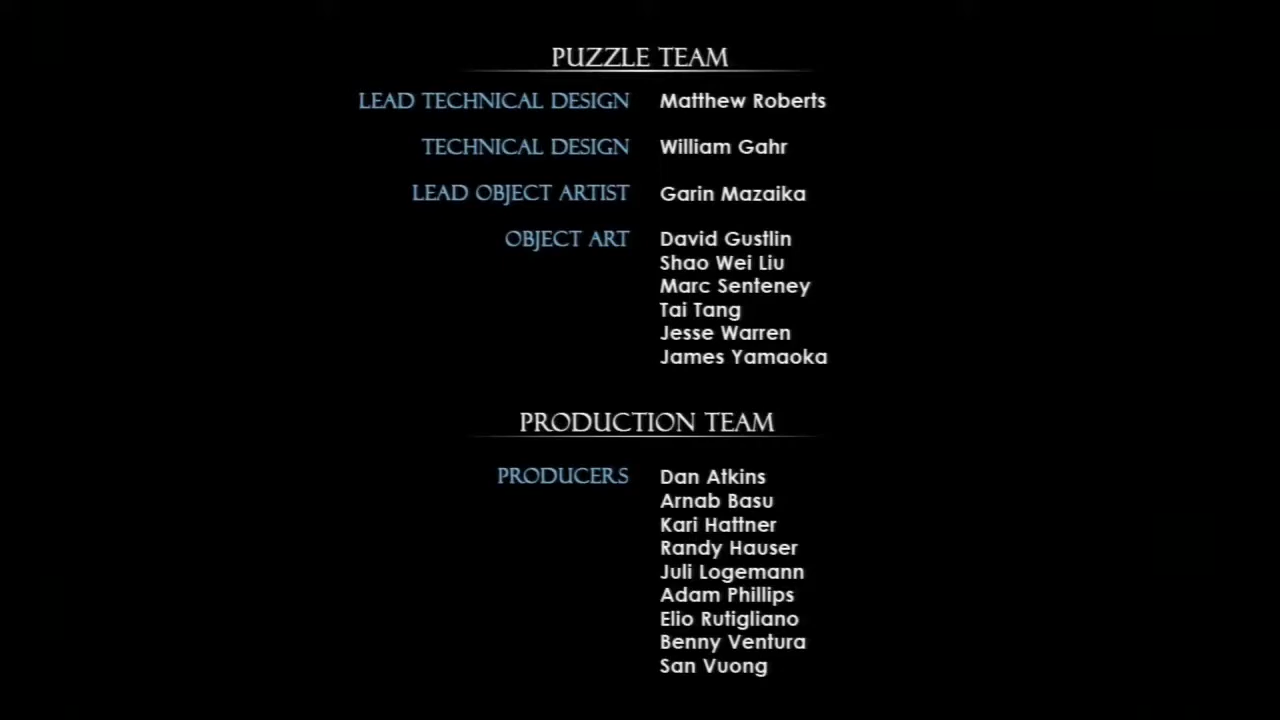 PUZZLE TEAM
LEAD TECHNICAL DESIGN Matthew Roberts
TECHNICAL DESIGN William Gahr
LEAD OBJECT ARTIST Garin Mazaika
OBJECT ART David Gustlin
Shao Wei Liu
Marc Senteney
Tai Tang
Jesse Warren
James Yamaoka
PRODUCTION TEAM
PRODUCERS Dan Atkins
Arnab Basu
Kari Hattner
Randy Hauser
Juli Logemann
Adam Phillips
Elio Rutigliano
Benny Ventura
San Vuong